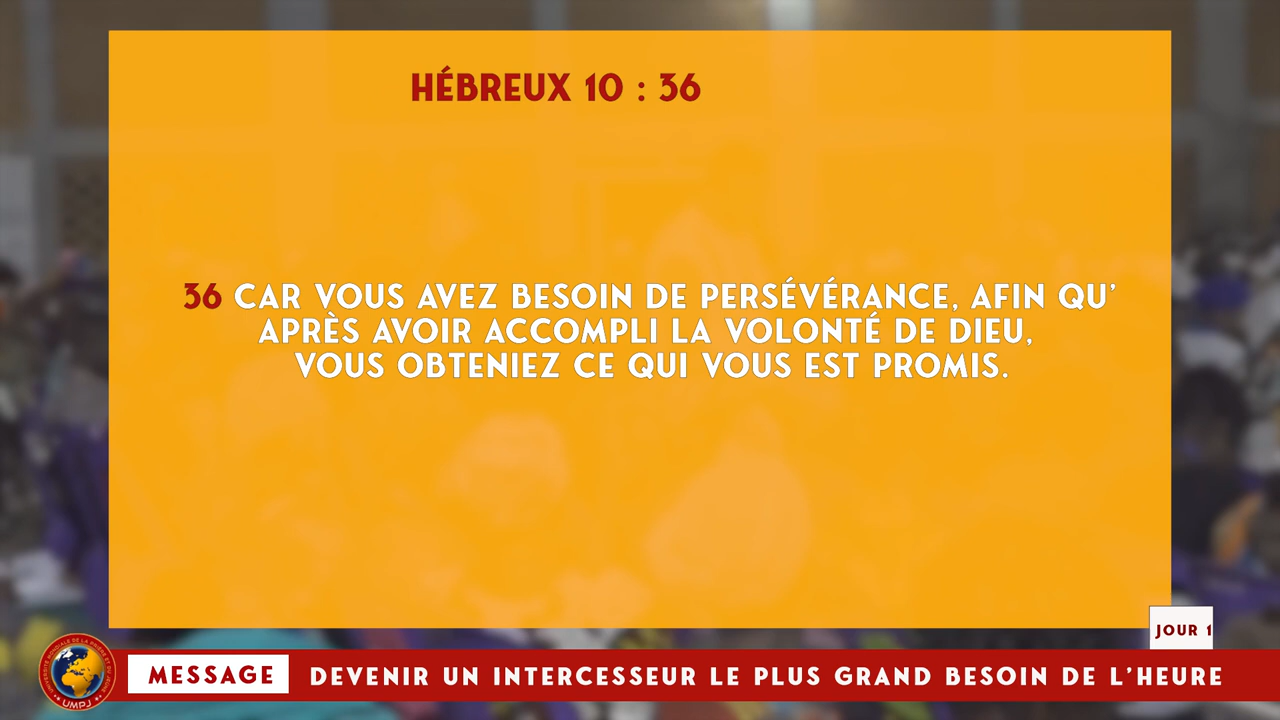 HÉBREUX 10 : 36
36 CAR VOUS AVEZ BESOIN DE PERSÉVÉRANCE, AFIN QU'
APRÈS AVOIR ACCOMPLI LA VOLONTÉ DE DIEU,
VOUS OBTENIEZ CE QUI VOUS EST PROMIS.
JOUR 1
MESSAGE
DEVENIR UN INTERCESSEUR LE PLUS GRAND BESOIN DE L'HEURE
UMPJ